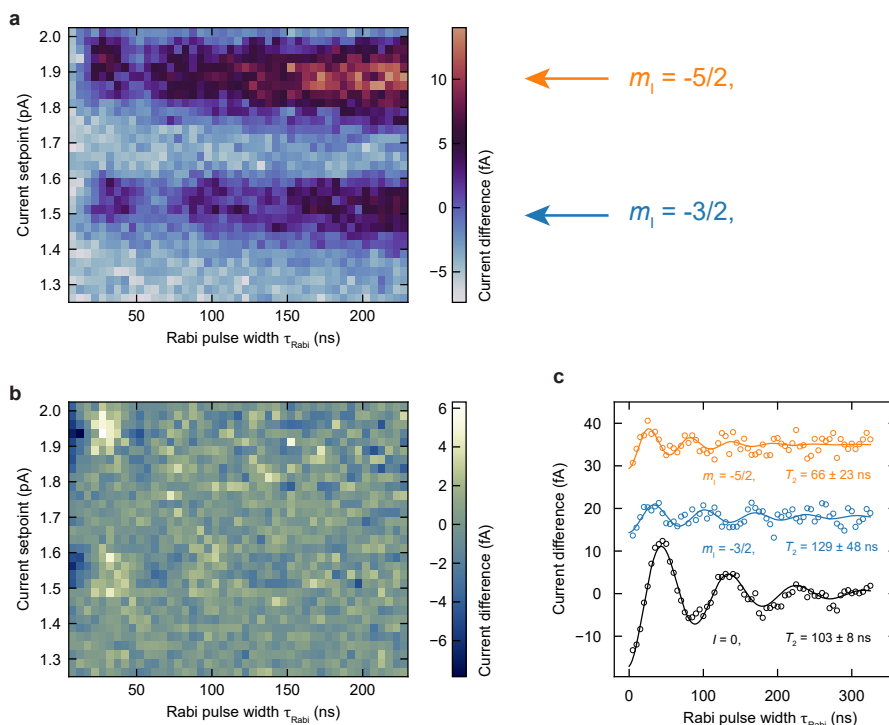 a
2.0
1.9
1.8
1.7
1.6
1.5
1.4
1.3
Current setpoint (pA)
50
100
150
200
Rabi pulse width τRabi (ns)
10
5
0
−5
Current difference (fA)
mI = -5/2,
mI = -3/2,
b
2.0
1.9
1.8
1.7
1.6
1.5
1.4
1.3
Current setpoint (pA)
50
100
150
200
Rabi pulse width τRabi (ns)
6
4
2
0
−2
−4
−6
Current difference (fA)
c
40
30
20
10
0
−10
Current difference (fA)
mI = -5/2, T2 = 66 ± 23 ns
mI = -3/2, T2 = 129 ± 48 ns
I = 0, T2 = 103 ± 8 ns
0
100
200
300
Rabi pulse width τRabi (ns)